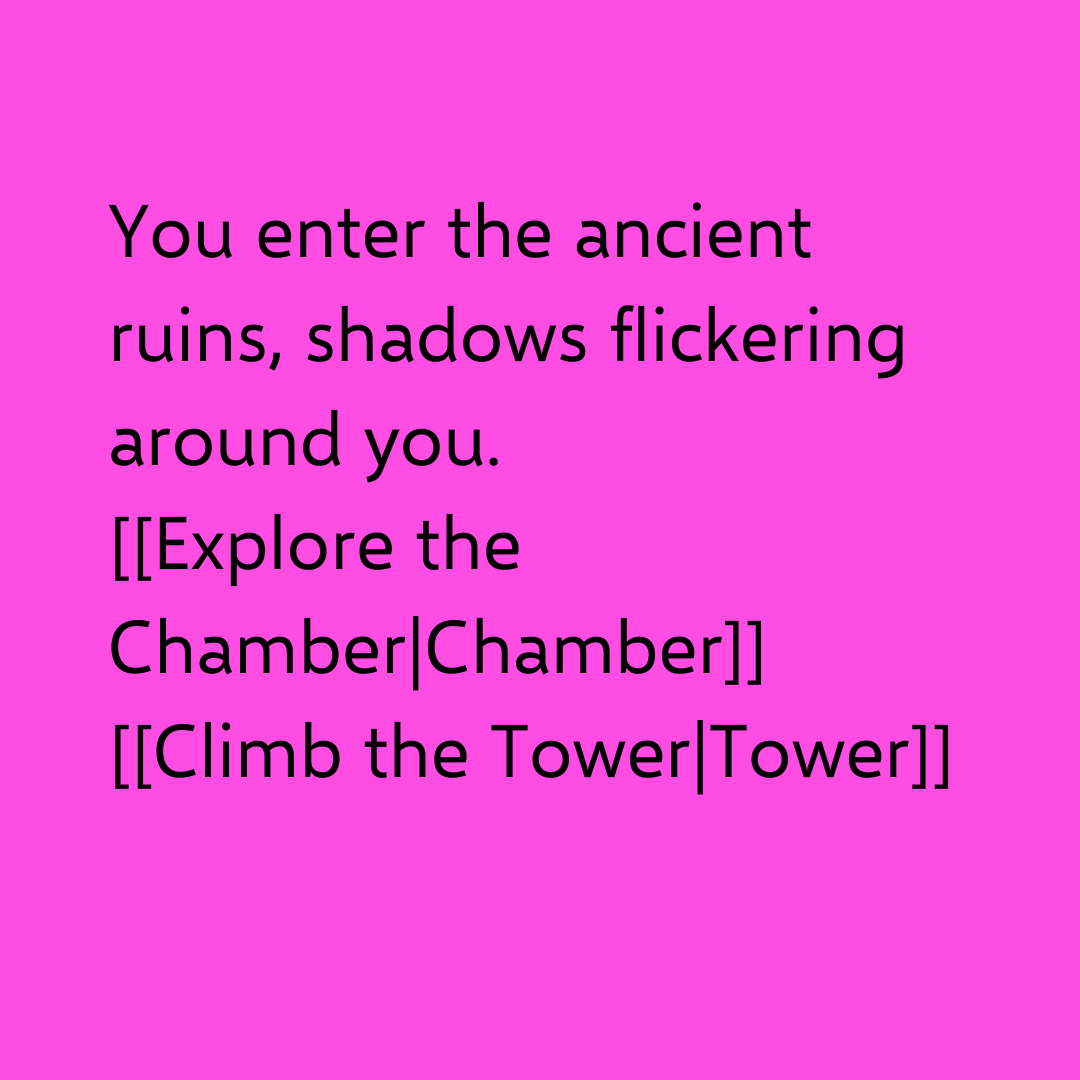 You enter the ancient
ruins, shadows flickering
around you.
[[Explore the
Chamber|Chamber]]
[[Climb the Tower|Tower]]